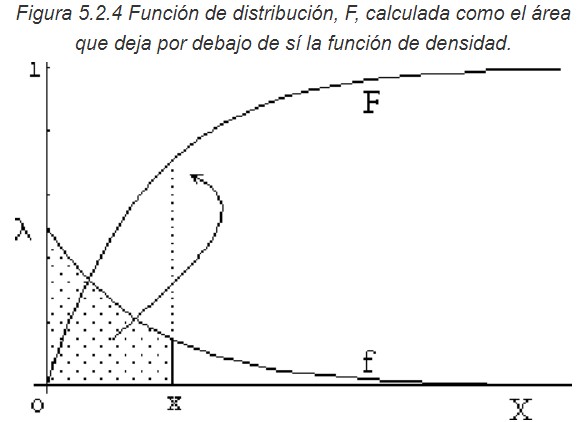 Figura 5.2.4 Función de distribución, F, calculada como el área
que deja por debajo de sí la función de densidad.
1
F
λ
f
o
x
X